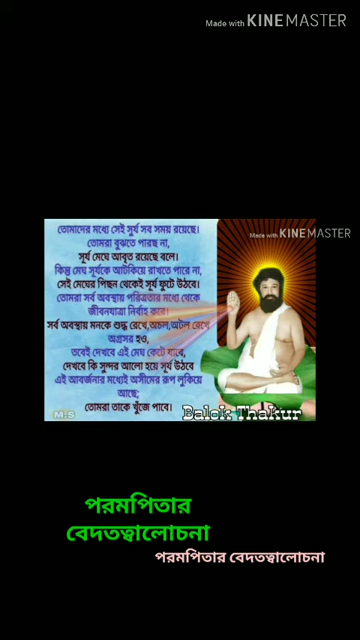 Made with KINEMASTER
Made with KINEMASTER
তোমাদের মধ্যে সেই সুর্য সব সময় রয়েছে।
তোমরা বুঝতে পারছ না,
সূর্য মেঘে আবৃত রয়েছে বলে।
কিন্তু মেঘ সূর্যকে আটকিয়ে রাখতে পারে না,
সেই মেঘের পিছন থেকেই সূর্য ফুটে উঠবে।
তোমরা সর্ব অবস্থায় পবিত্রতার মধ্যে থেকে
জীবনযাত্রা নির্বাহ করে।
সর্ব অবস্থায় মনকে শুদ্ধ রেখে,অচল,অটল রেখে
অগ্রসর হও,
তবেই দেখবে এই মেঘ কেটে যাবে,
দেখবে কি সুন্দর আলো হয়ে সূর্য উঠবে
এই আবর্জনার মধ্যেই অসীমের রূপ লুকিয়ে
আছে;
তোমরা তাকে খুঁজে পাবে।
M.S
Balok Thakur
পরমপিতার
বেদতত্বালোচনা
পরমপিতার বেদতত্বালোচনা